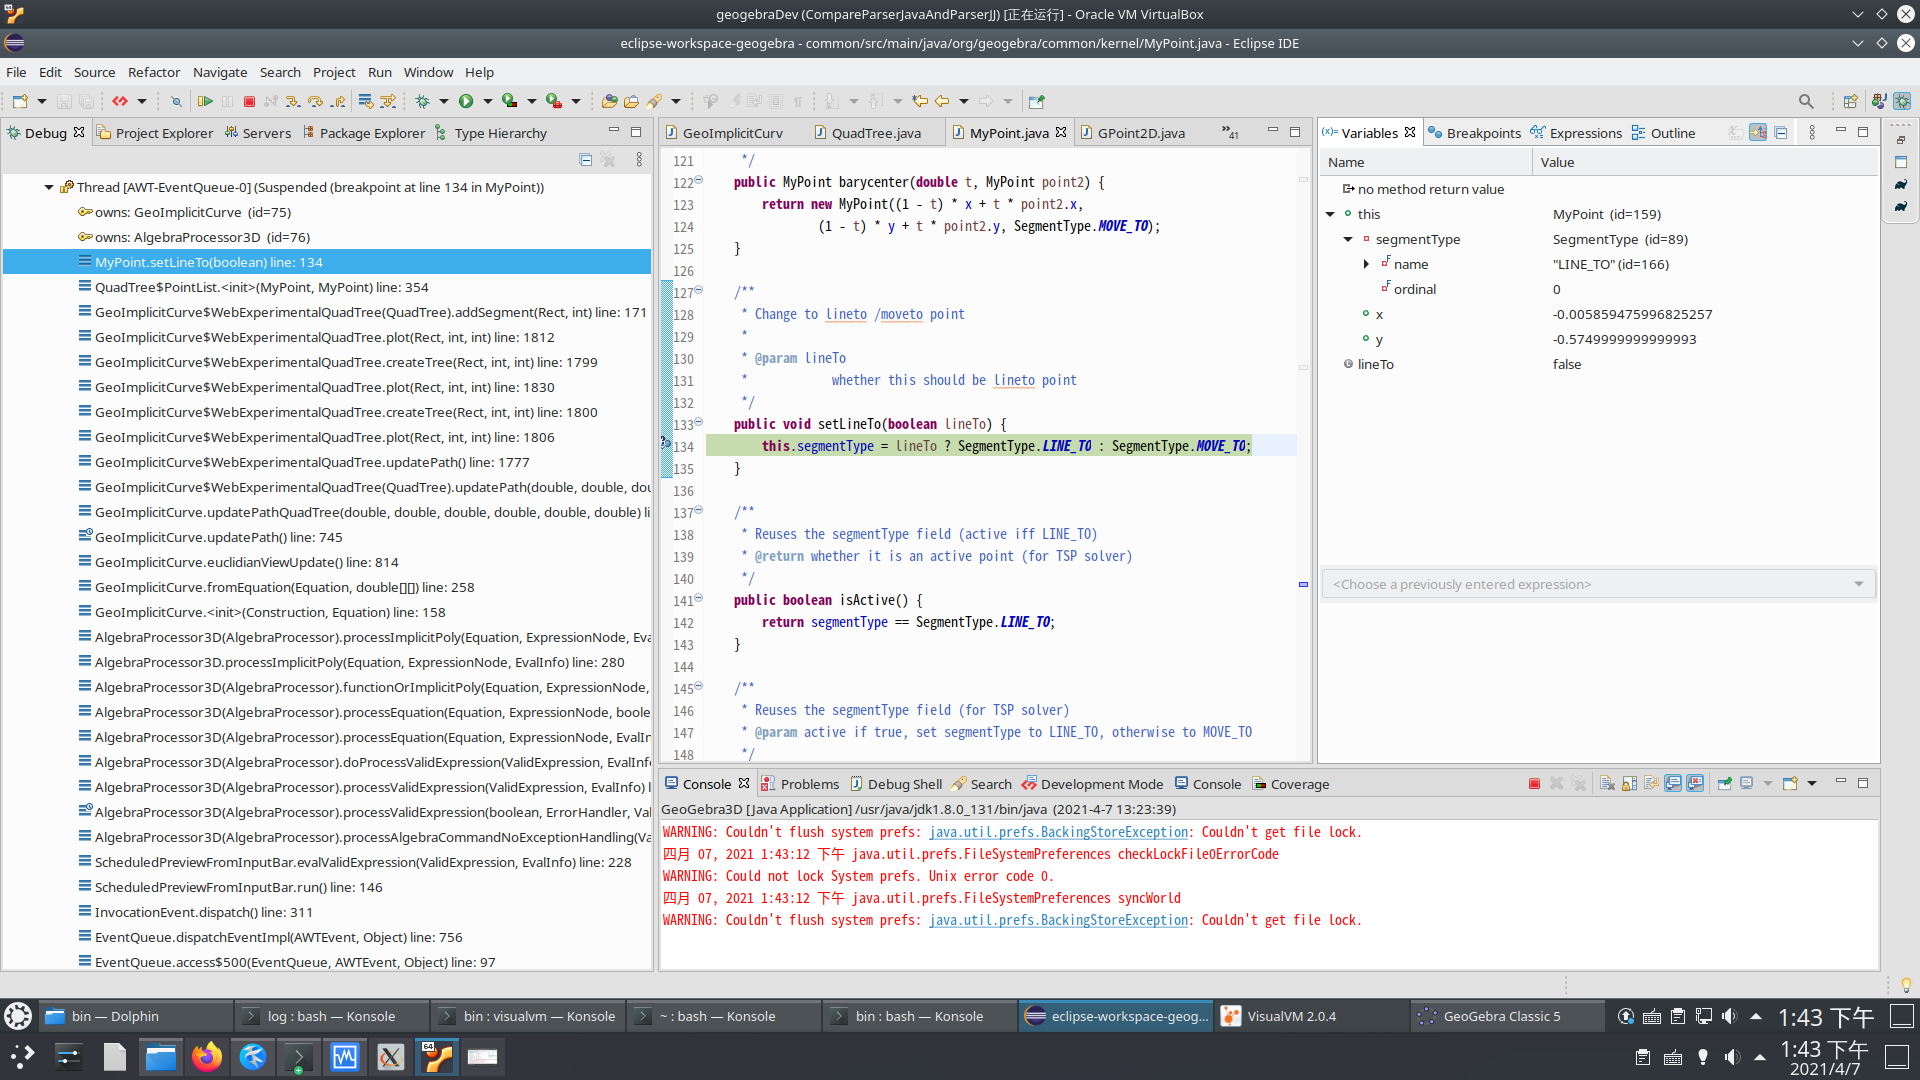 geogebraDev (CompareParserJavaAndParserJJ) [正在运行] - Oracle VM VirtualBox
eclipse-workspace-geogebra - common/src/main/java/org/geogebra/common/kernel/MyPoint.java - Eclipse IDE
File Edit Source Refactor Navigate Search Project Run Window Help
Debug Project Explorer Servers Package Explorer Type Hierarchy
Thread [AWT-EventQueue-0] (Suspended (breakpoint at line 134 in MyPoint))
owns: GeoImplicitCurve (id=75)
owns: AlgebraProcessor3D (id=76)
MyPoint.setLineTo(boolean) line: 134
QuadTree$PointList.<init>(MyPoint, MyPoint) line: 354
GeoImplicitCurve$WebExperimentalQuadTree(QuadTree).addSegment(Rect, int) line: 171
GeoImplicitCurve$WebExperimentalQuadTree.plot(Rect, int, int) line: 1812
GeoImplicitCurve$WebExperimentalQuadTree.createTree(Rect, int, int) line: 1799
GeoImplicitCurve$WebExperimentalQuadTree.plot(Rect, int, int) line: 1830
GeoImplicitCurve$WebExperimentalQuadTree.createTree(Rect, int, int) line: 1800
GeoImplicitCurve$WebExperimentalQuadTree.plot(Rect, int, int) line: 1806
GeoImplicitCurve$WebExperimentalQuadTree.updatePath() line: 1777
GeoImplicitCurve$WebExperimentalQuadTree(QuadTree).updatePath(double, double, dou
GeoImplicitCurve.updatePathQuadTree(double, double, double, double, double, double) li
GeoImplicitCurve.updatePath() line: 745
GeoImplicitCurve.euclidianViewUpdate() line: 814
GeoImplicitCurve.fromEquation(Equation, double[][]) line: 258
GeoImplicitCurve.<init>(Construction, Equation) line: 158
AlgebraProcessor3D(AlgebraProcessor).processImplicitPoly(Equation, ExpressionNode, Eva
AlgebraProcessor3D.processImplicitPoly(Equation, ExpressionNode, EvalInfo) line: 280
AlgebraProcessor3D(AlgebraProcessor).functionOrImplicitPoly(Equation, ExpressionNode,
AlgebraProcessor3D(AlgebraProcessor).processEquation(Equation, ExpressionNode, boole
AlgebraProcessor3D(AlgebraProcessor).processEquation(Equation, ExpressionNode, EvalIn
AlgebraProcessor3D(AlgebraProcessor).doProcessValidExpression(ValidExpression, EvalInf
AlgebraProcessor3D(AlgebraProcessor).processValidExpression(ValidExpression, EvalInfo) l
AlgebraProcessor3D(AlgebraProcessor).processValidExpression(boolean, ErrorHandler, Val
AlgebraProcessor3D(AlgebraProcessor).processAlgebraCommandNoExceptionHandling(Va
ScheduledPreviewFromInputBar.evalValidExpression(ValidExpression, EvalInfo) line: 228
ScheduledPreviewFromInputBar.run() line: 146
InvocationEvent.dispatch() line: 311
EventQueue.dispatchEventImpl(AWTEvent, Object) line: 756
EventQueue.access$500(EventQueue, AWTEvent, Object) line: 97
GeoImplicitCurv QuadTree.java MyPoint.java GPoint2D.java »41
121 */
122 public MyPoint barycenter(double t, MyPoint point2) {
123 return new MyPoint((1 - t) * x + t * point2.x,
124 (1 - t) * y + t * point2.y, SegmentType.MOVE_TO);
125 }
126
127 /**
128 * Change to lineto /moveto point
129 *
130 * @param lineTo
131 * whether this should be lineto point
132 */
133 public void setLineTo(boolean lineTo) {
134 this.segmentType = lineTo ? SegmentType.LINE_TO : SegmentType.MOVE_TO;
135 }
136
137 /**
138 * Reuses the segmentType field (active iff LINE_TO)
139 * @return whether it is an active point (for TSP solver)
140 */
141 public boolean isActive() {
142 return segmentType == SegmentType.LINE_TO;
143 }
144
145 /**
146 * Reuses the segmentType field (for TSP solver)
147 * @param active if true, set segmentType to LINE_TO, otherwise to MOVE_TO
148 */
(x)= Variables Breakpoints Expressions Outline
Name Value
no method return value
this MyPoint (id=159)
segmentType SegmentType (id=89)
name "LINE_TO" (id=166)
ordinal 0
x -0.005859475996825257
y -0.5749999999999993
lineTo false
<Choose a previously entered expression>
Console Problems Debug Shell Search Development Mode Console Coverage
GeoGebra3D [Java Application] /usr/java/jdk1.8.0_131/bin/java (2021-4-7 13:23:39)
WARNING: Couldn't flush system prefs: java.util.prefs.BackingStoreException: Couldn't get file lock.
四月 07, 2021 1:43:12 下午 java.util.prefs.FileSystemPreferences checkLockFile0ErrorCode
WARNING: Could not lock System prefs. Unix error code 0.
四月 07, 2021 1:43:12 下午 java.util.prefs.FileSystemPreferences syncWorld
WARNING: Couldn't flush system prefs: java.util.prefs.BackingStoreException: Couldn't get file lock.
bin — Dolphin log : bash — Konsole bin : visualvm — Konsole ~ : bash — Konsole bin : bash — Konsole eclipse-workspace-geog... VisualVM 2.0.4 GeoGebra Classic 5 1:43 下午
64 1:43 下午
2021/4/7